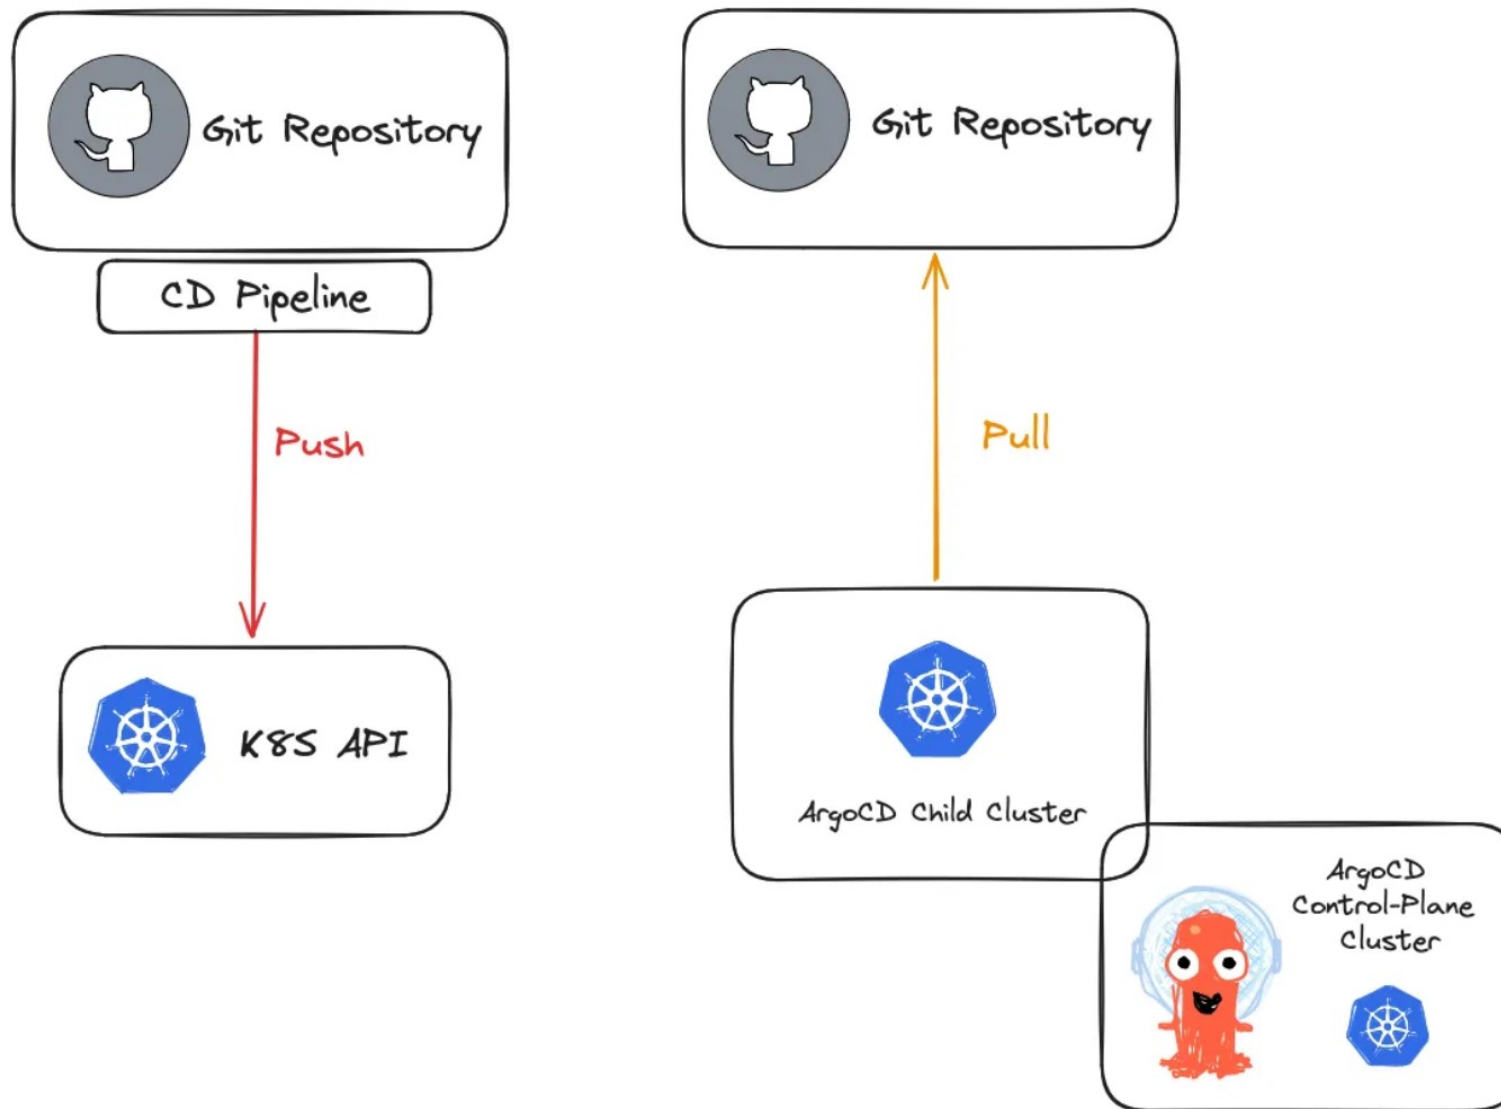 Git Repository
CD Pipeline
Push
K8S API
Git Repository
Pull
ArgoCD Child Cluster
ArgoCD
Control-Plane
Cluster